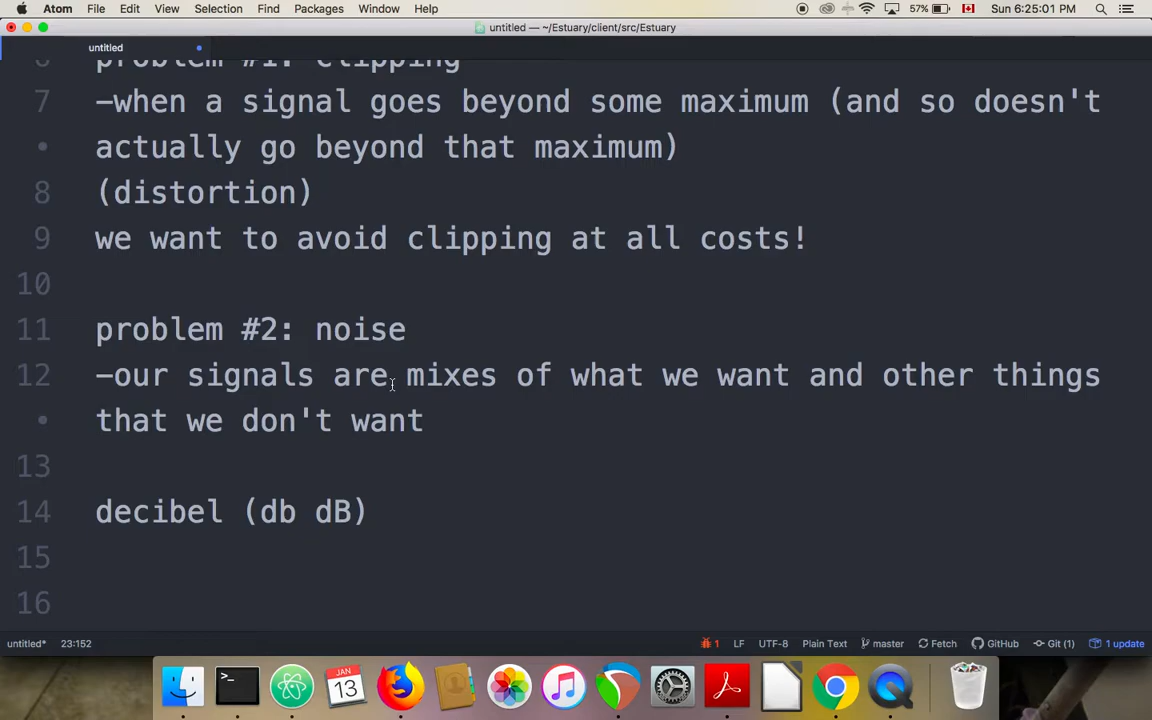 Atom File Edit View Selection Find Packages Window Help 57% Sun 6:25:01 PM
untitled — ~/Estuary/client/src/Estuary
untitled
6 problem #1: clipping
7 —when a signal goes beyond some maximum (and so doesn't
• actually go beyond that maximum)
8 (distortion)
9 we want to avoid clipping at all costs!
10
11 problem #2: noise
12 —our signals are mixes of what we want and other things
• that we don't want
13
14 decibel (db dB)
15
16
untitled* 23:152 1 LF UTF-8 Plain Text master Fetch GitHub Git (1) 1 update
JAN
13